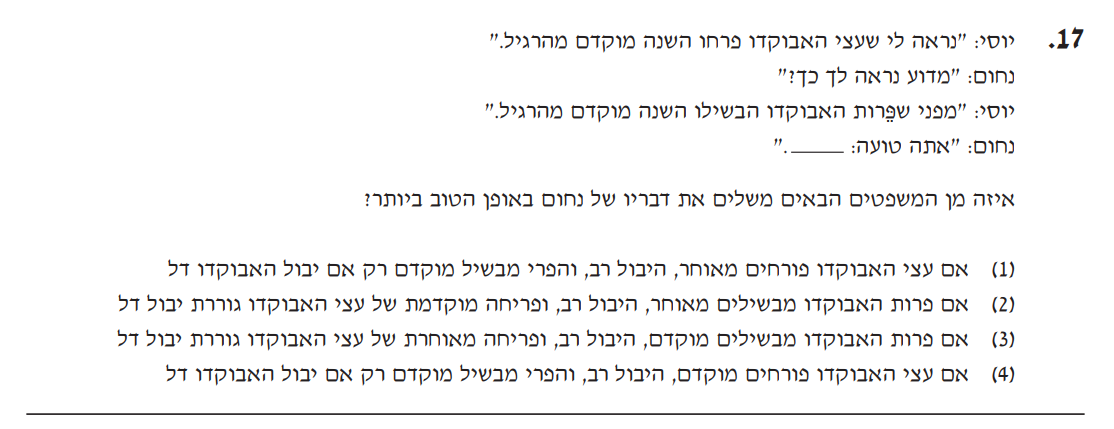 17. יוסי: "נראה לי שעצי האבוקדו פרחו השנה מוקדם מהרגיל."
נחום: "מדוע נראה לך כך?"
יוסי: "מפני שפֵּרות האבוקדו הבשילו השנה מוקדם מהרגיל."
נחום: "אתה טועה: _____."
איזה מן המשפטים הבאים משלים את דבריו של נחום באופן הטוב ביותר?
(1) אם עצי האבוקדו פורחים מאוחר, היבול רב, והפרי מבשיל מוקדם רק אם יבול האבוקדו דל
(2) אם פרות האבוקדו מבשילים מאוחר, היבול רב, ופריחה מוקדמת של עצי האבוקדו גוררת יבול דל
(3) אם פרות האבוקדו מבשילים מוקדם, היבול רב, ופריחה מאוחרת של עצי האבוקדו גוררת יבול דל
(4) אם עצי האבוקדו פורחים מוקדם, היבול רב, והפרי מבשיל מוקדם רק אם יבול האבוקדו דל